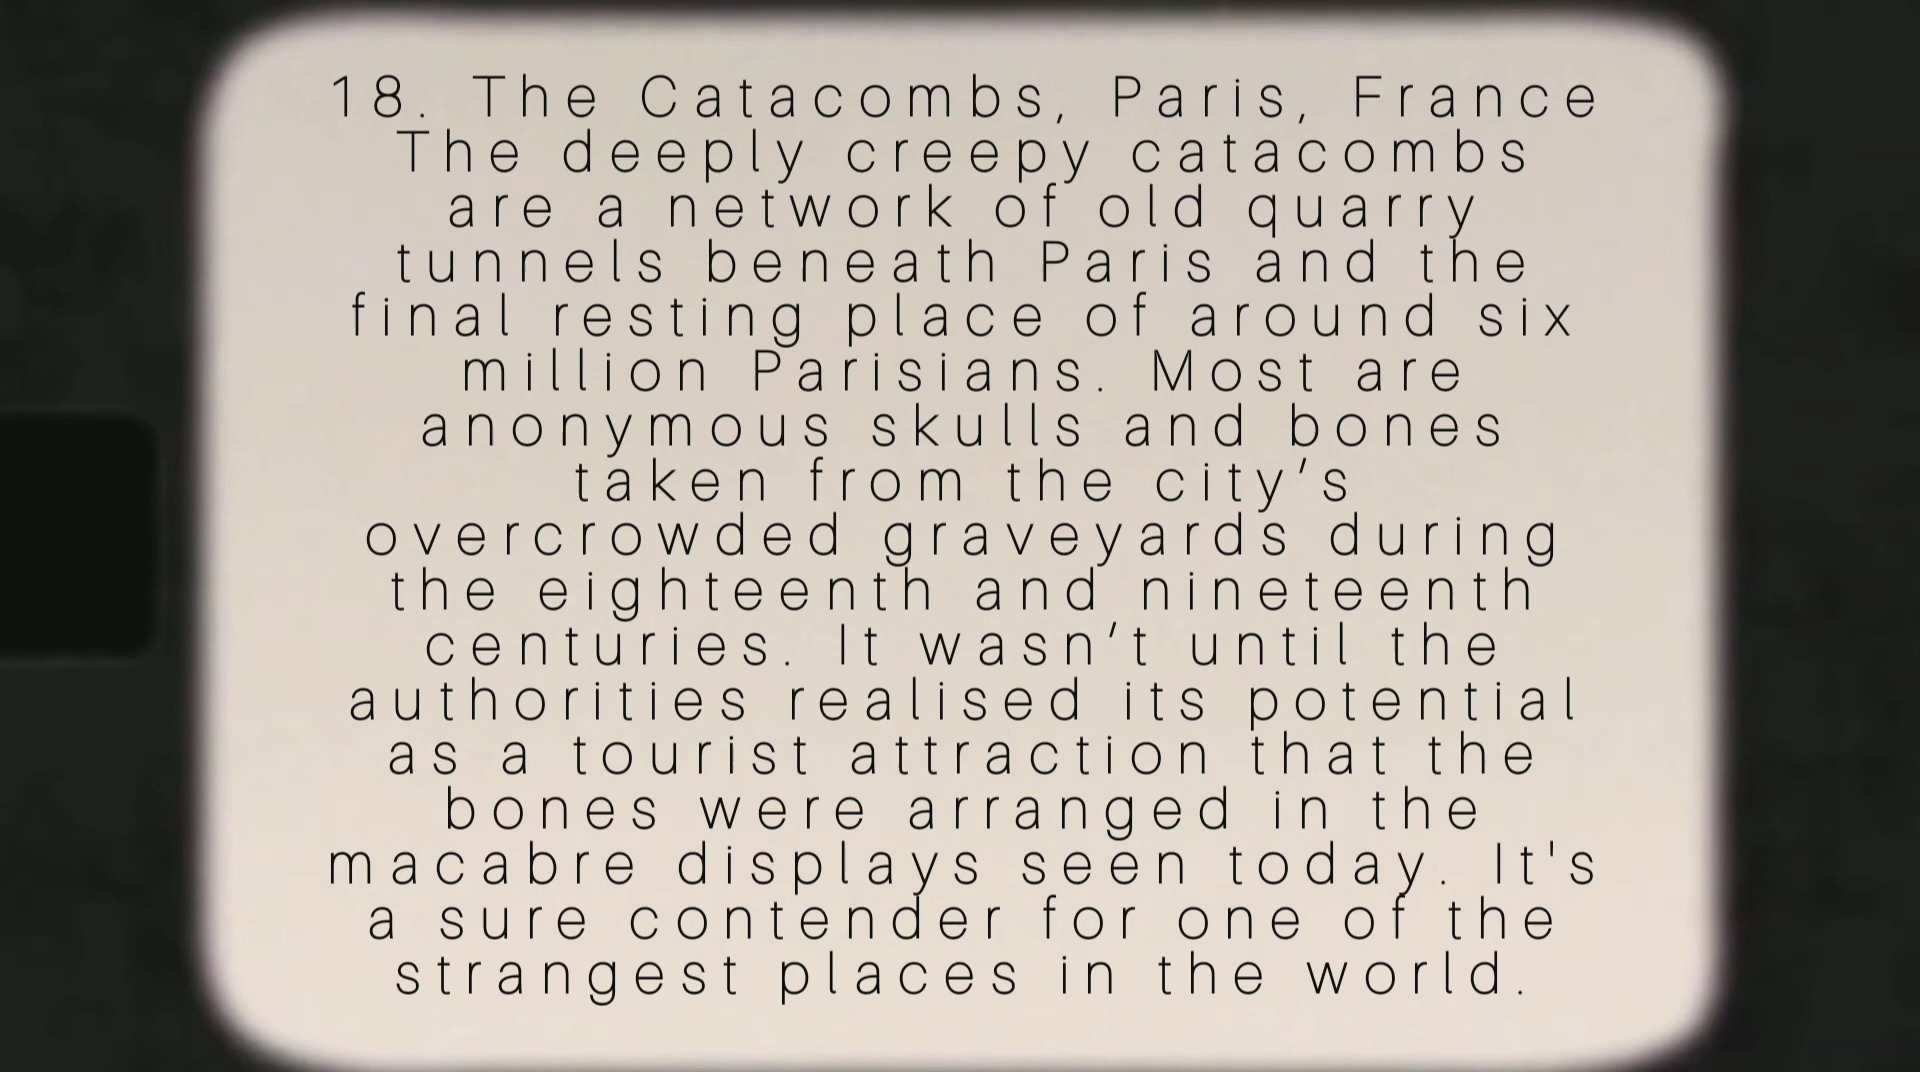 18. The Catacombs, Paris, France
The deeply creepy catacombs
are a network of old quarry
tunnels beneath Paris and the
final resting place of around six
million Parisians. Most are
anonymous skulls and bones
taken from the city’s
overcrowded graveyards during
the eighteenth and nineteenth
centuries. It wasn’t until the
authorities realised its potential
as a tourist attraction that the
bones were arranged in the
macabre displays seen today. It's
a sure contender for one of the
strangest places in the world.